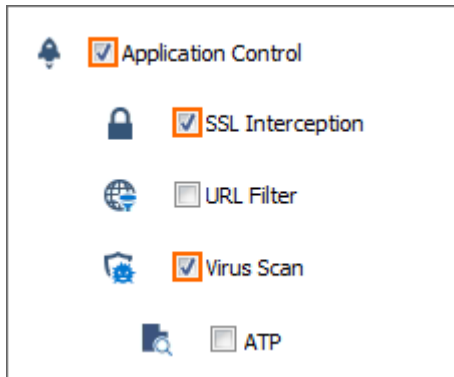 Application Control
SSL Interception
URL Filter
Virus Scan
ATP